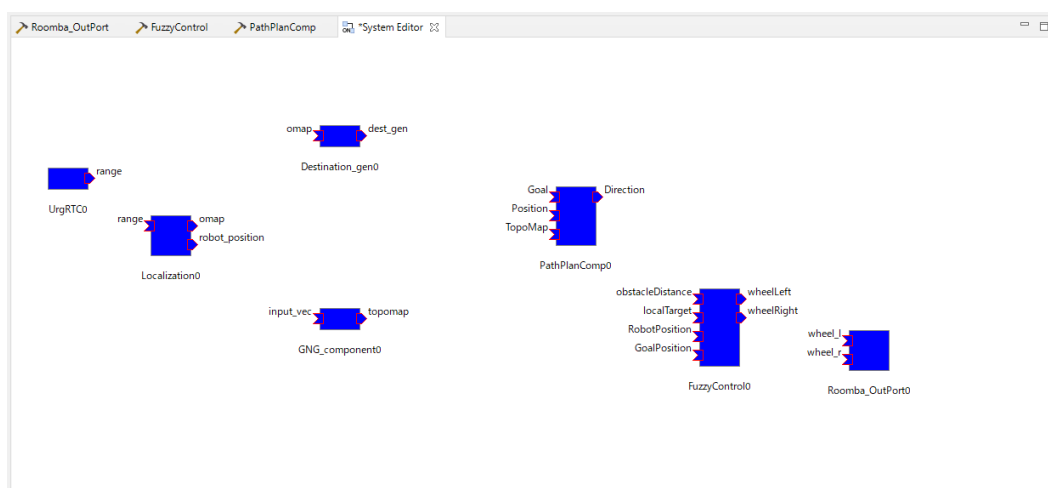 Roomba_OutPort
FuzzyControl
PathPlanComp
*System Editor
ON
omap
dest_gen
Destination_gen0
range
UrgRTC0
range
omap
robot_position
Localization0
Goal
Direction
Position
TopoMap
PathPlanComp0
input_vec
topomap
GNG_component0
obstacleDistance
wheelLeft
localTarget
wheelRight
RobotPosition
GoalPosition
FuzzyControl0
wheel_l
wheel_r
Roomba_OutPort0